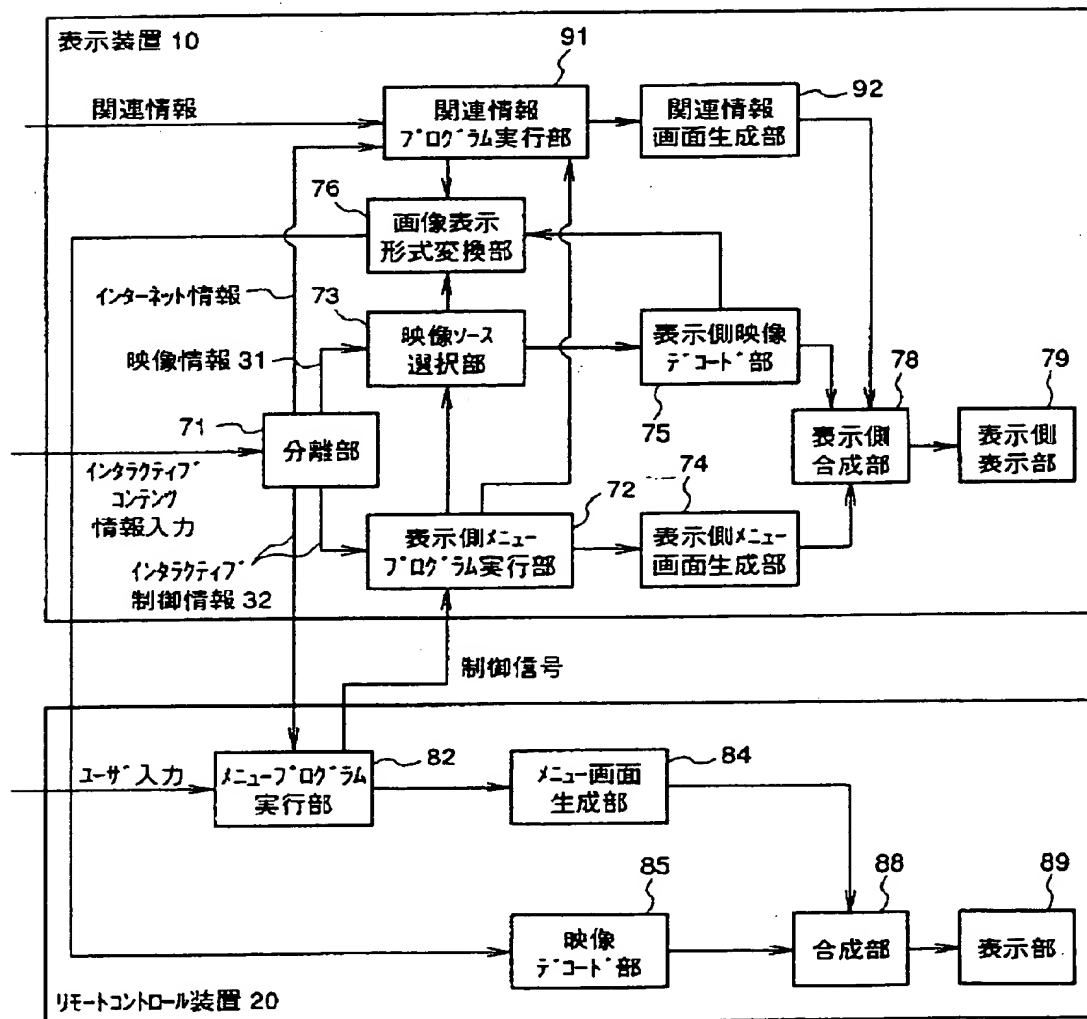 表示装置 10
91
関連情報
関連情報
プログラム実行部
92
関連情報
画面生成部
76
画像表示
形式変換部
インターネット情報
73
映像ソース
選択部
映像情報 31
表示側映像
デコード部
75
78
表示側
合成部
79
表示側
表示部
71
分離部
インタラクティブ
コンテンツ
情報入力
72
表示側メニュー
プログラム実行部
74
表示側メニュー
画面生成部
インタラクティブ
制御情報 32
制御信号
ユーザ入力
メニュープログラム
実行部
82
メニュー画面
生成部
84
85
映像
デコード部
88
合成部
89
表示部
リモートコントロール装置 20